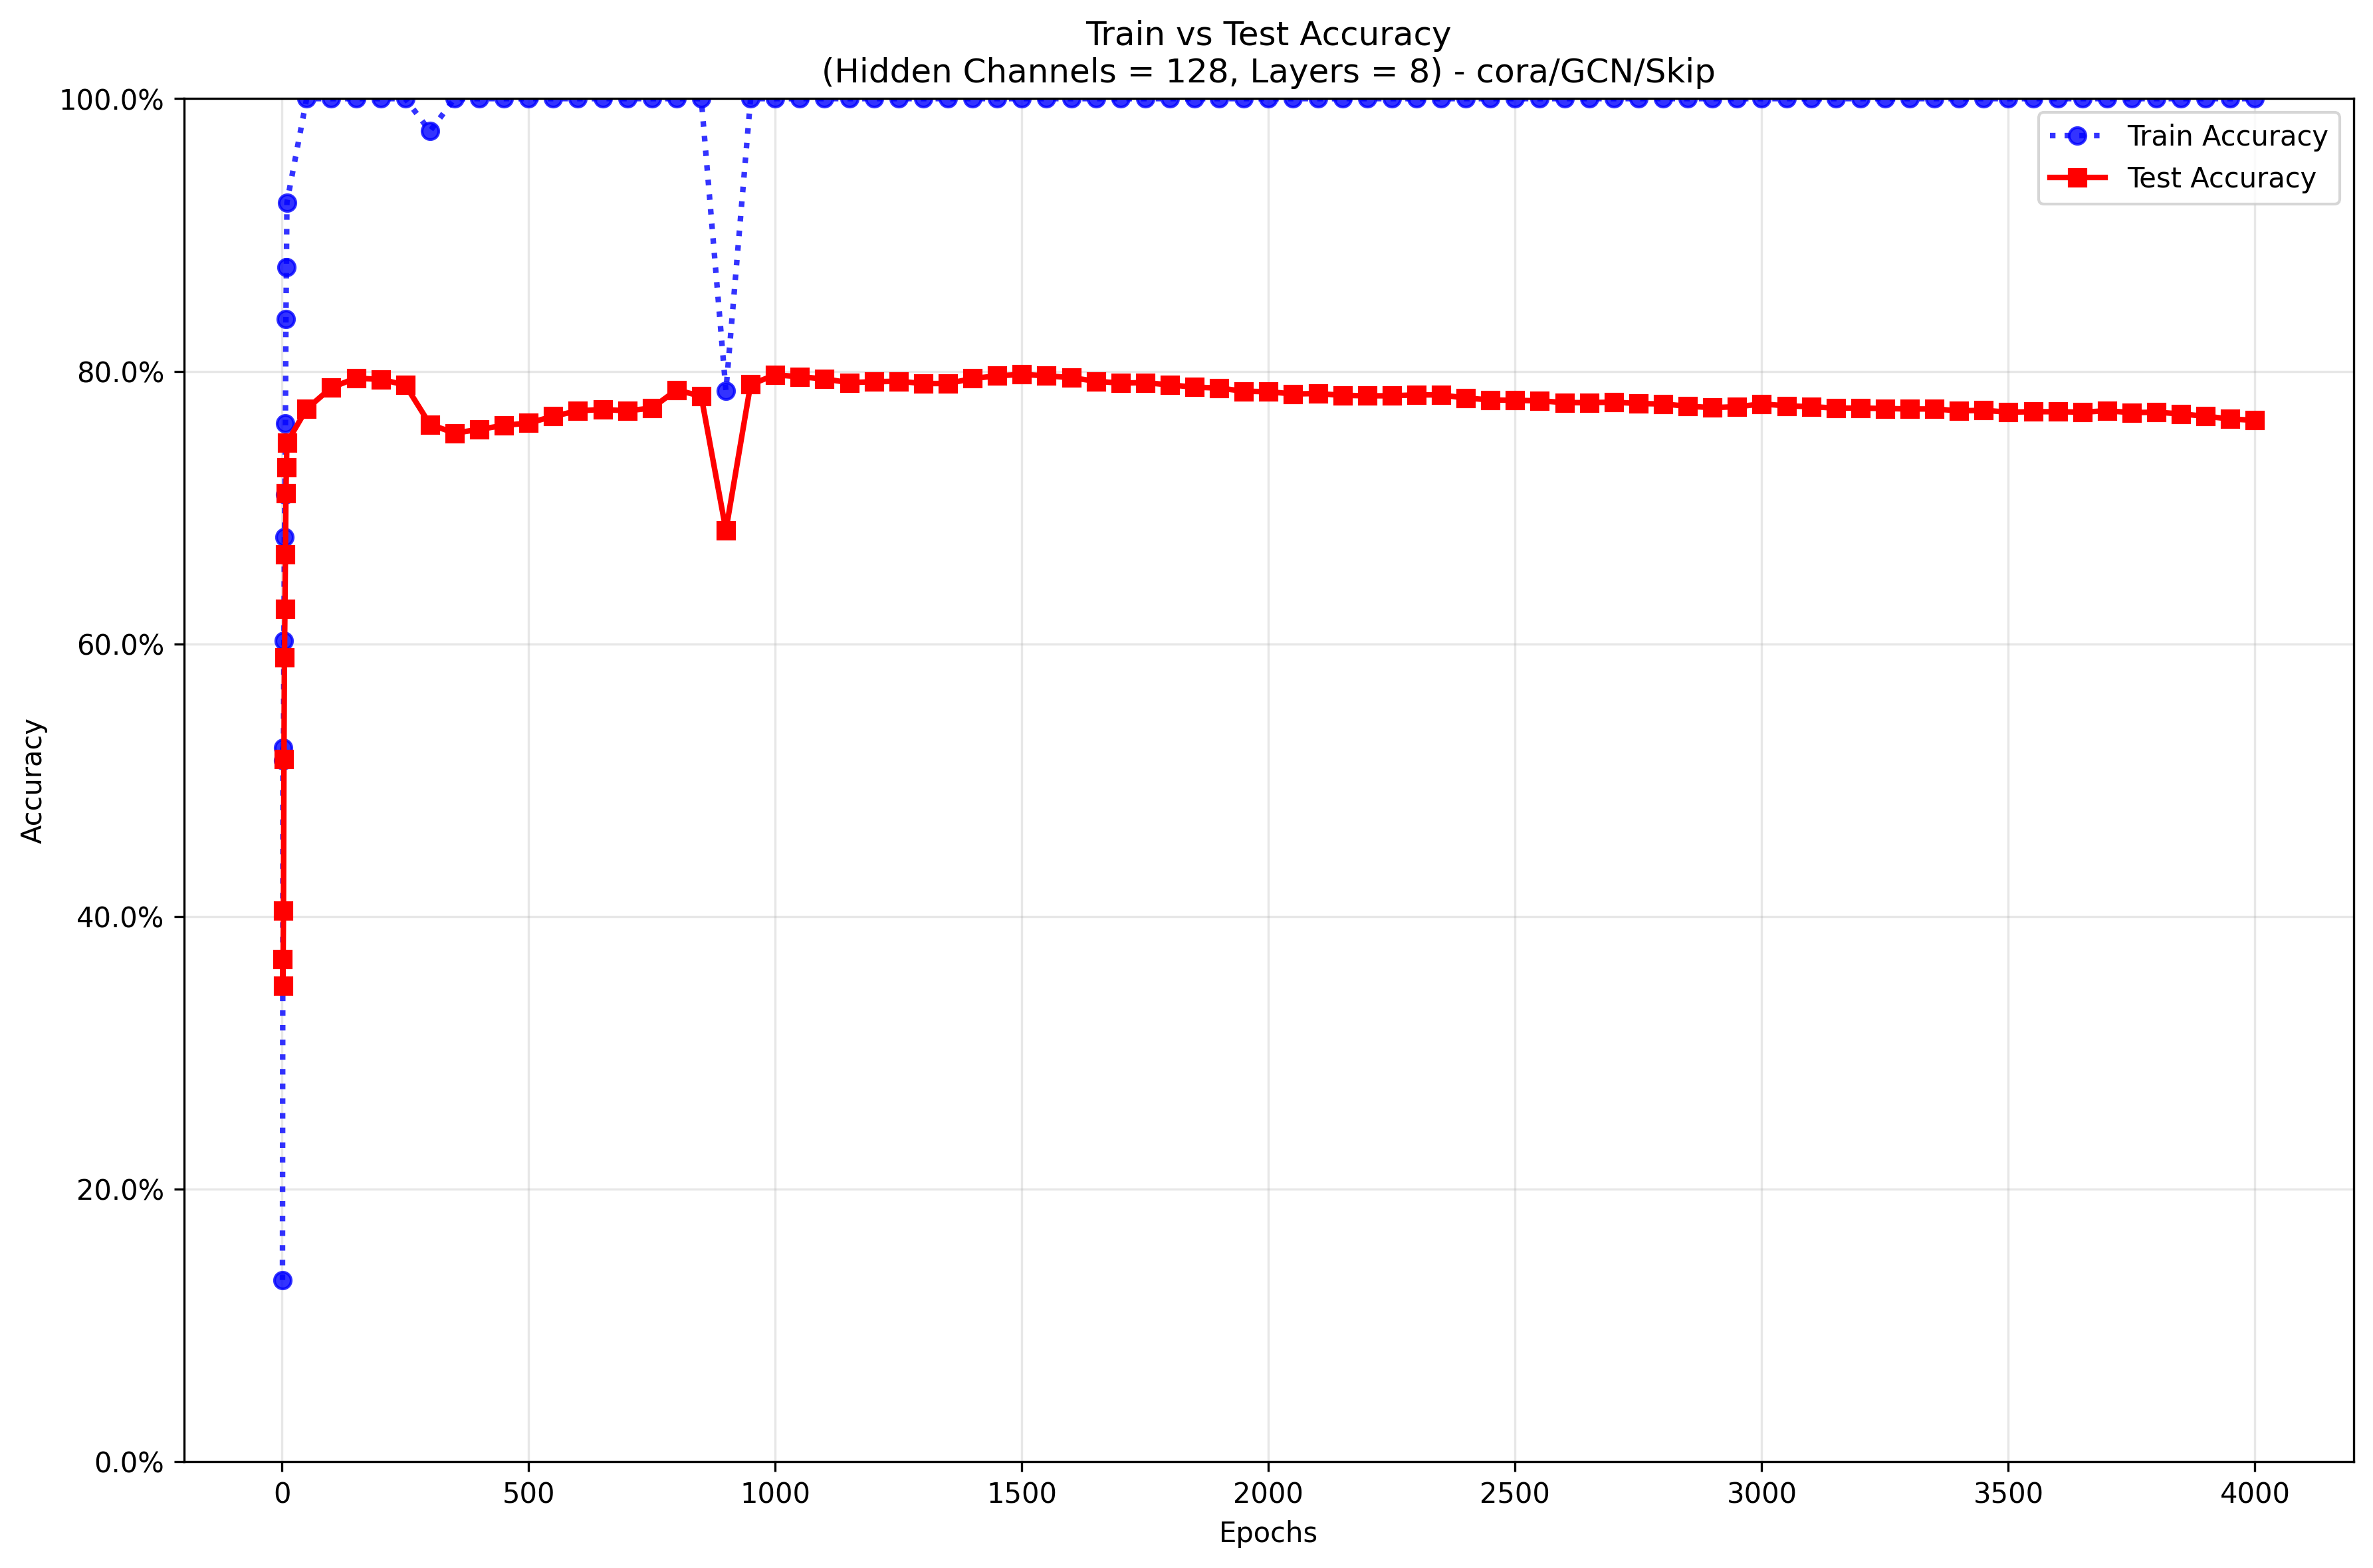 Train vs Test Accuracy
(Hidden Channels = 128, Layers = 8) - cora/GCN/Skip
100.0%
80.0%
60.0%
40.0%
20.0%
0.0%
Accuracy
Train Accuracy
Test Accuracy
0 500 1000 1500 2000 2500 3000 3500 4000
Epochs